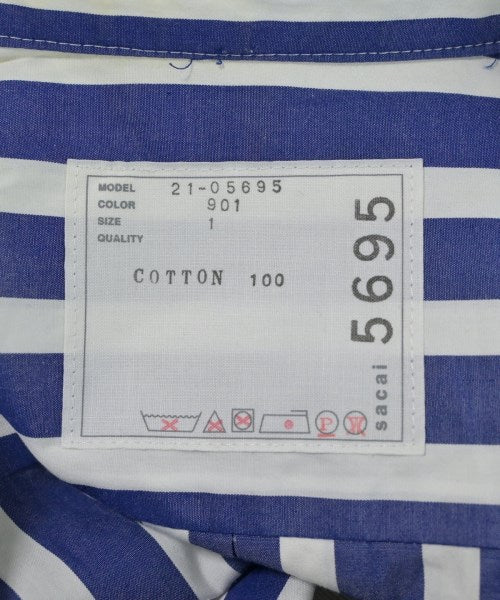 MODEL 21-05695
COLOR 901
SIZE 1
QUALITY
COTTON 100
P
W
sacai 5695